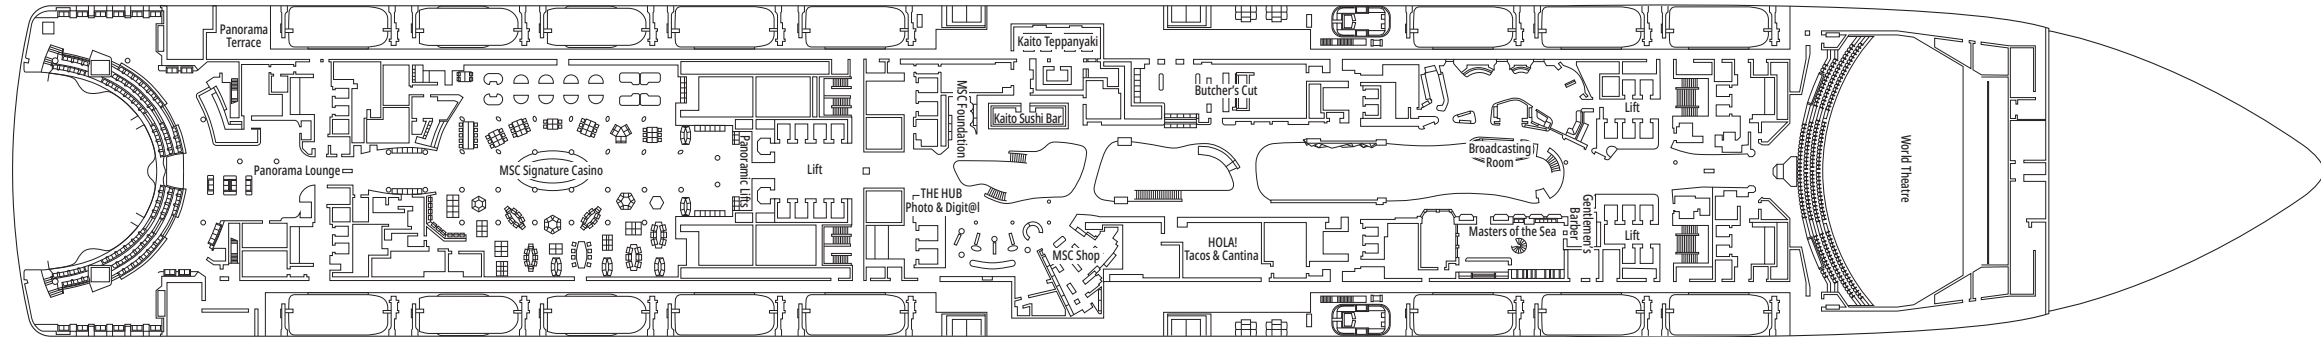 Panorama
Terrace
Kaito Teppanyaki
MSC Foundation
Butcher's Cut
Kaito Sushi Bar
Lift
Panorama Lounge
MSC Signature Casino
Panoramic Lifts
Lift
Broadcasting
Room
World Theatre
THE HUB
Photo & Digit@l
MSC Shop
HOLA!
Tacos & Cantina
Masters of the Sea
Gentlemen's
Barber
Lift